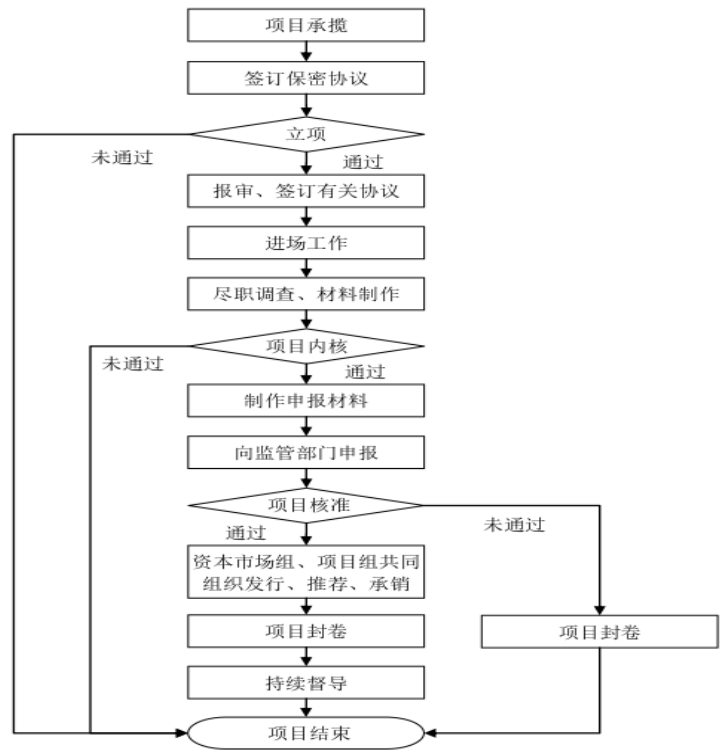 项目承揽
签订保密协议
立项
未通过
通过
报审、签订有关协议
进场工作
尽职调查、材料制作
项目内核
未通过
通过
制作申报材料
向监管部门申报
项目核准
通过
未通过
资本市场组、项目组共同
组织发行、推荐、承销
项目封卷
项目封卷
持续督导
项目结束